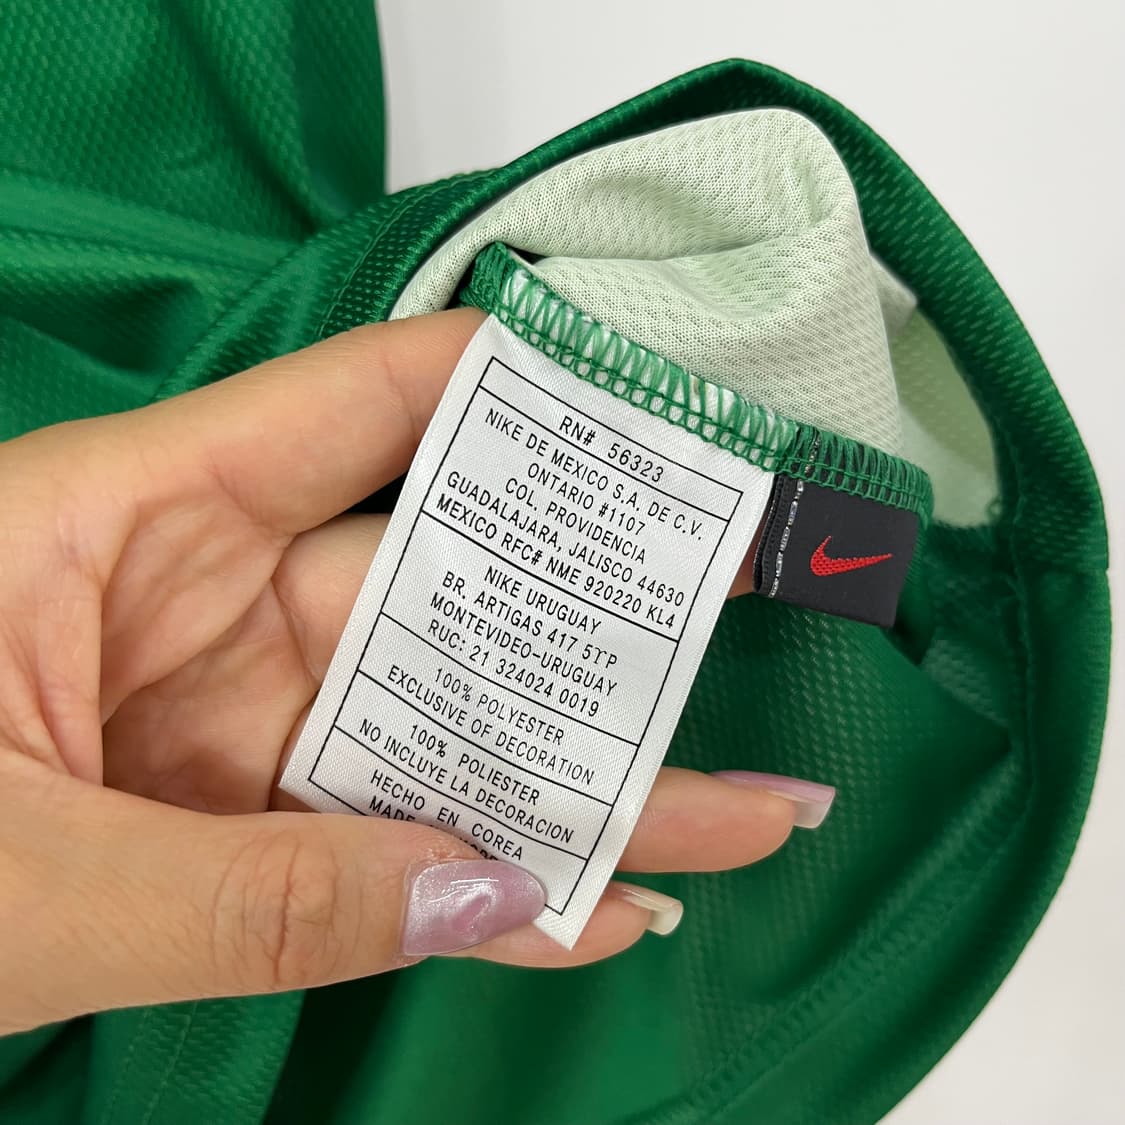 RN# 56323
NIKE DE MEXICO S.A. DE C.V.
ONTARIO #1107
COL. PROVIDENCIA
GUADALAJARA, JALISCO 44630
MEXICO RFC# NME 920220 KL4
NIKE URUGUAY
BR. ARTIGAS 417 5TP
MONTEVIDEO-URUGUAY
RUC: 21 324024 0019
100% POLYESTER
EXCLUSIVE OF DECORATION
100% POLIESTER
NO INCLUYE LA DECORACION
HECHO EN COREA
MADE